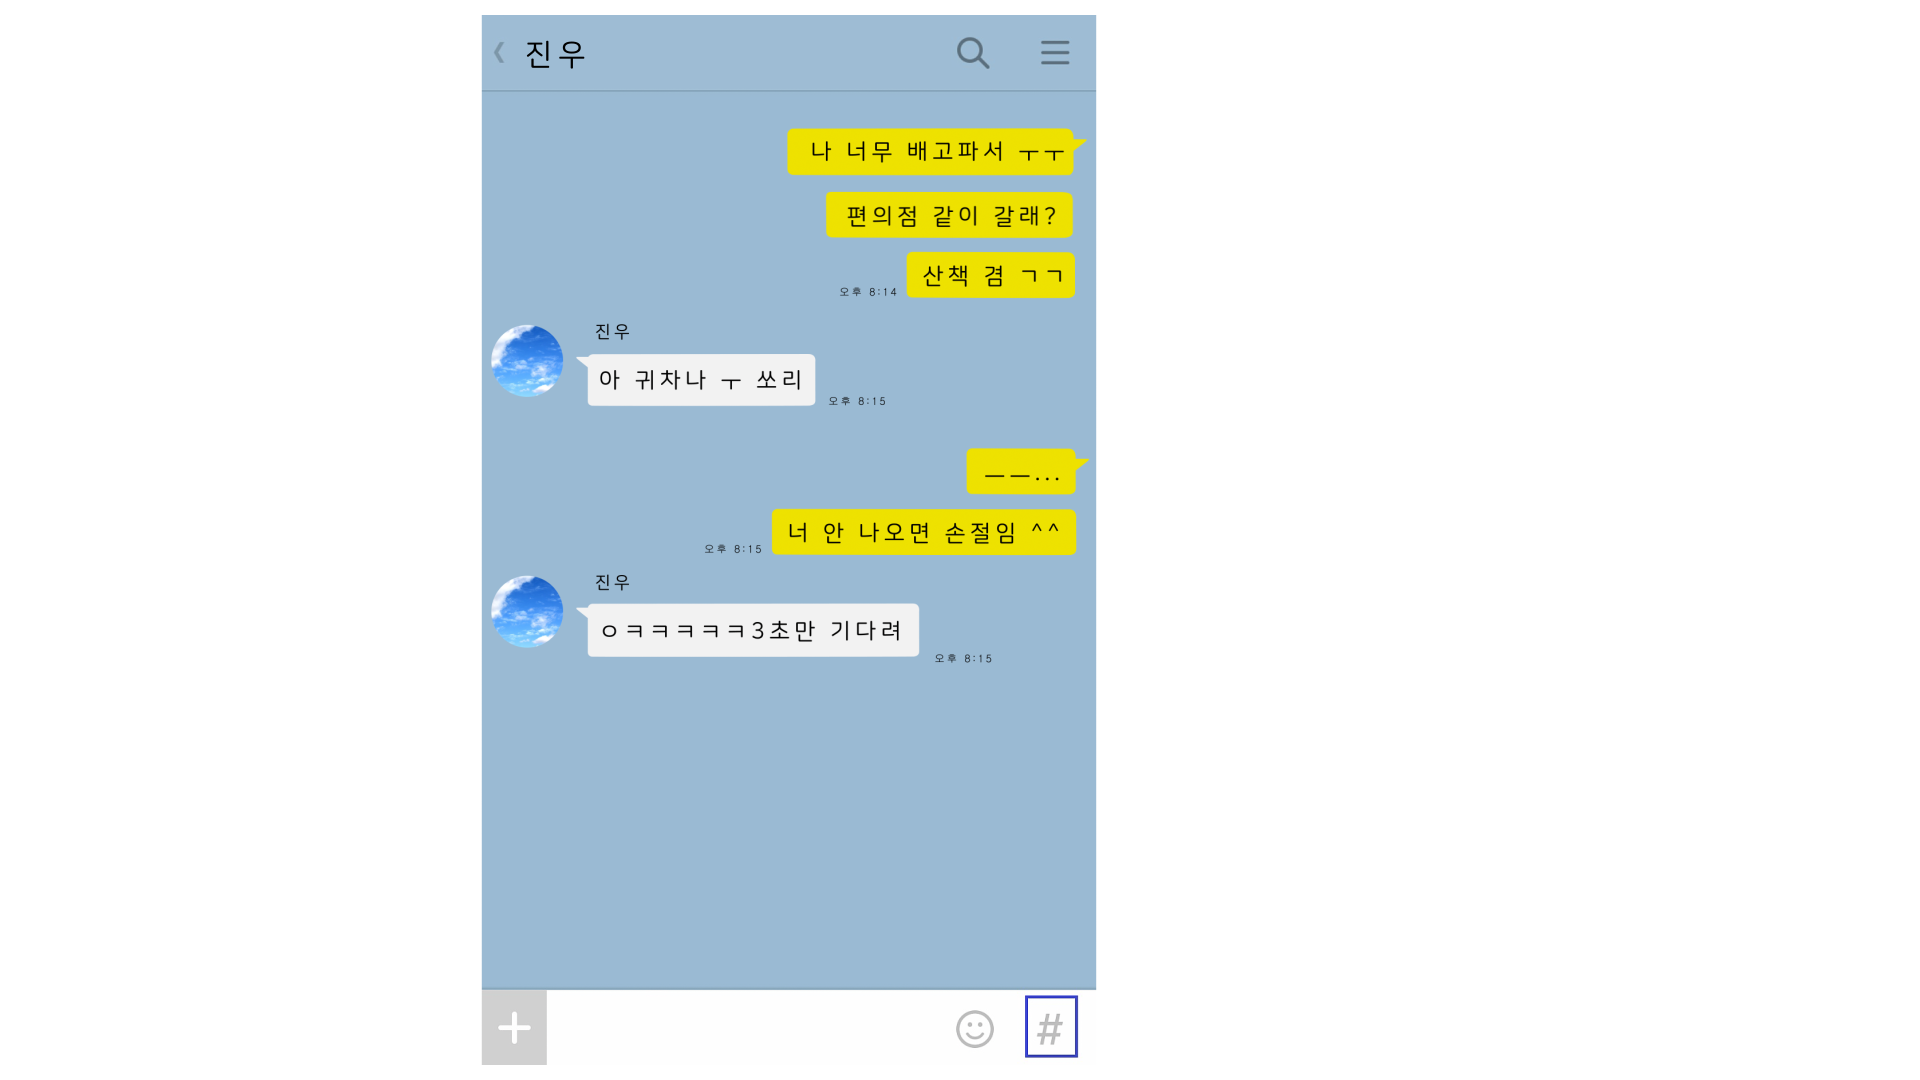 진우
나 너무 배고파서 ㅜㅜ
편의점 같이 갈래?
산책 겸 ㄱㄱ
오후 8:14
진우
아 귀차나 ㅜ 쏘리
오후 8:15
ㅡㅡ...
너 안 나오면 손절임 ^^
오후 8:15
진우
ㅇㅋㅋㅋㅋㅋ3초만 기다려
오후 8:15
#